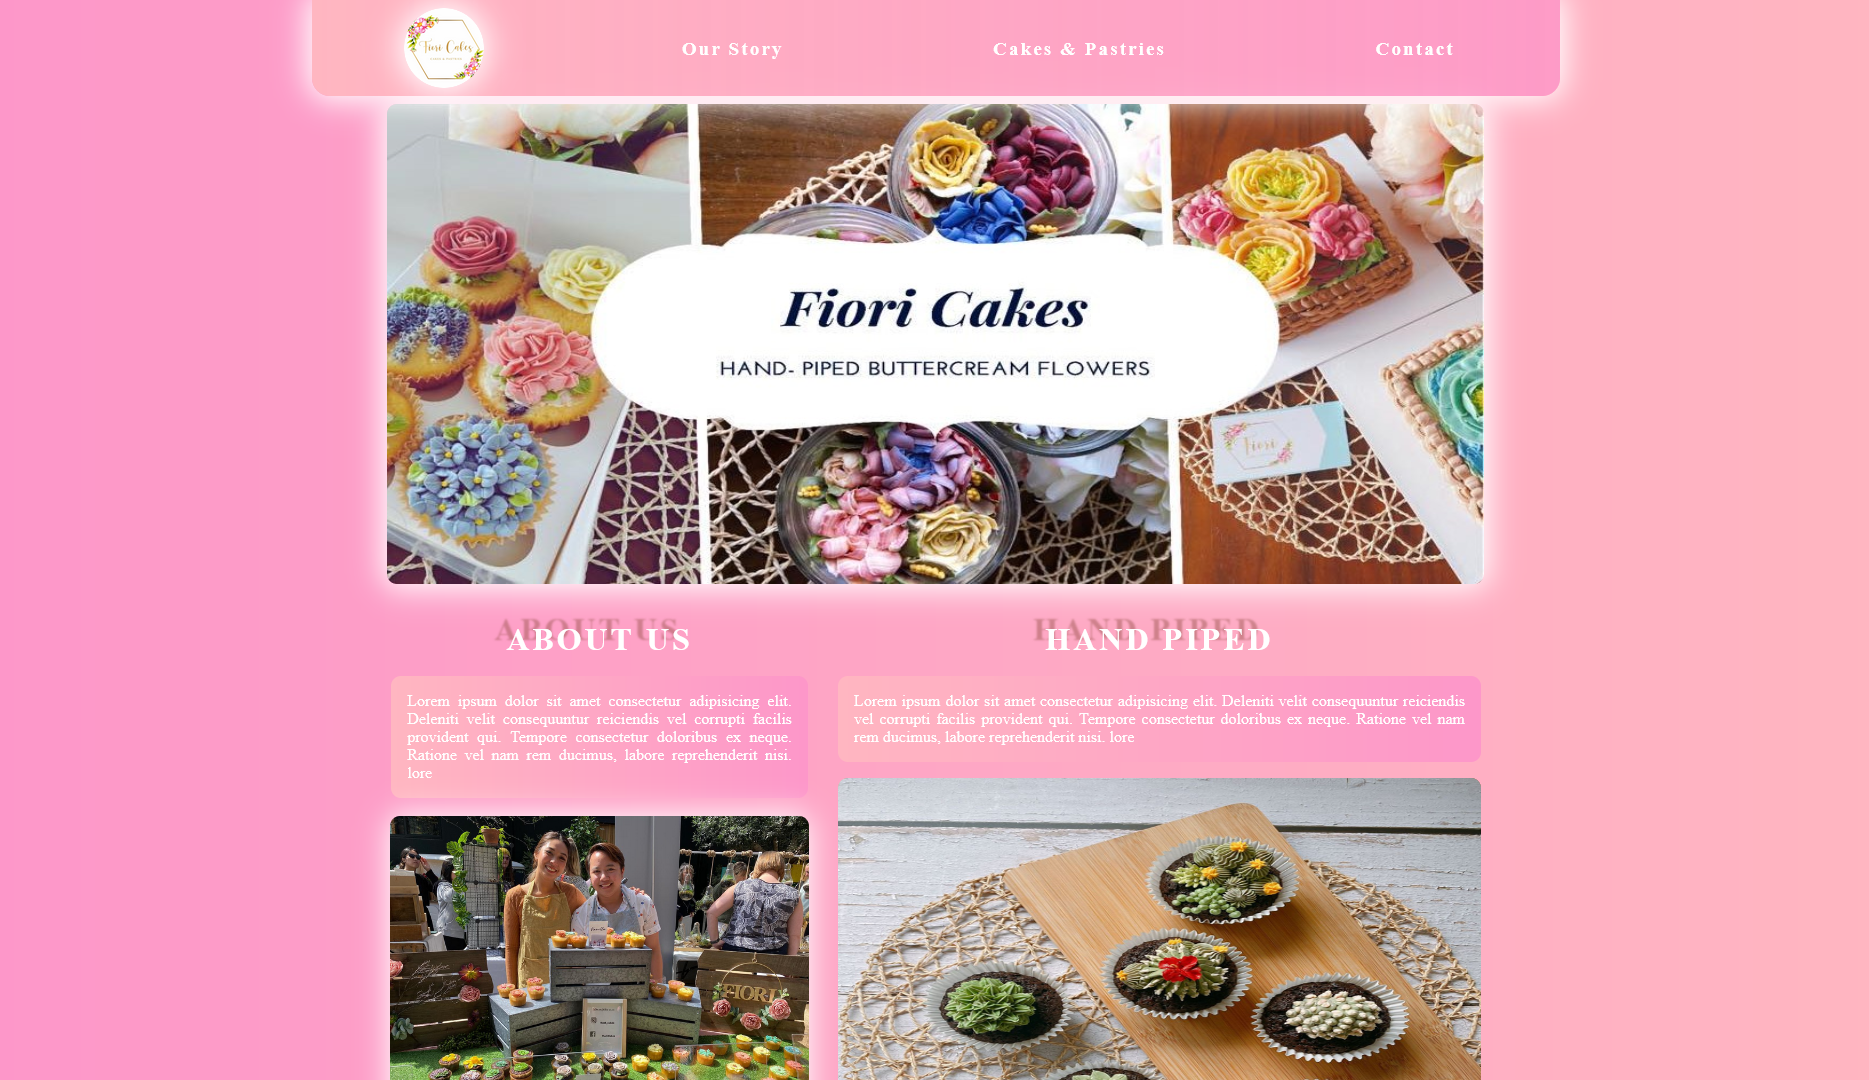 Fiori Cakes
Our Story
Cakes & Pastries
Contact
Fiori Cakes
HAND- PIPED BUTTERCREAM FLOWERS
Fiori
ABOUT US
Lorem ipsum dolor sit amet consectetur adipisicing elit.
Deleniti velit consequuntur reiciendis vel corrupti facilis
provident qui. Tempore consectetur doloribus ex neque.
Ratione vel nam rem ducimus, labore reprehenderit nisi.
lore
FIORI
HAND PIPED
Lorem ipsum dolor sit amet consectetur adipisicing elit. Deleniti velit consequuntur reiciendis
vel corrupti facilis provident qui. Tempore consectetur doloribus ex neque. Ratione vel nam
rem ducimus, labore reprehenderit nisi. lore